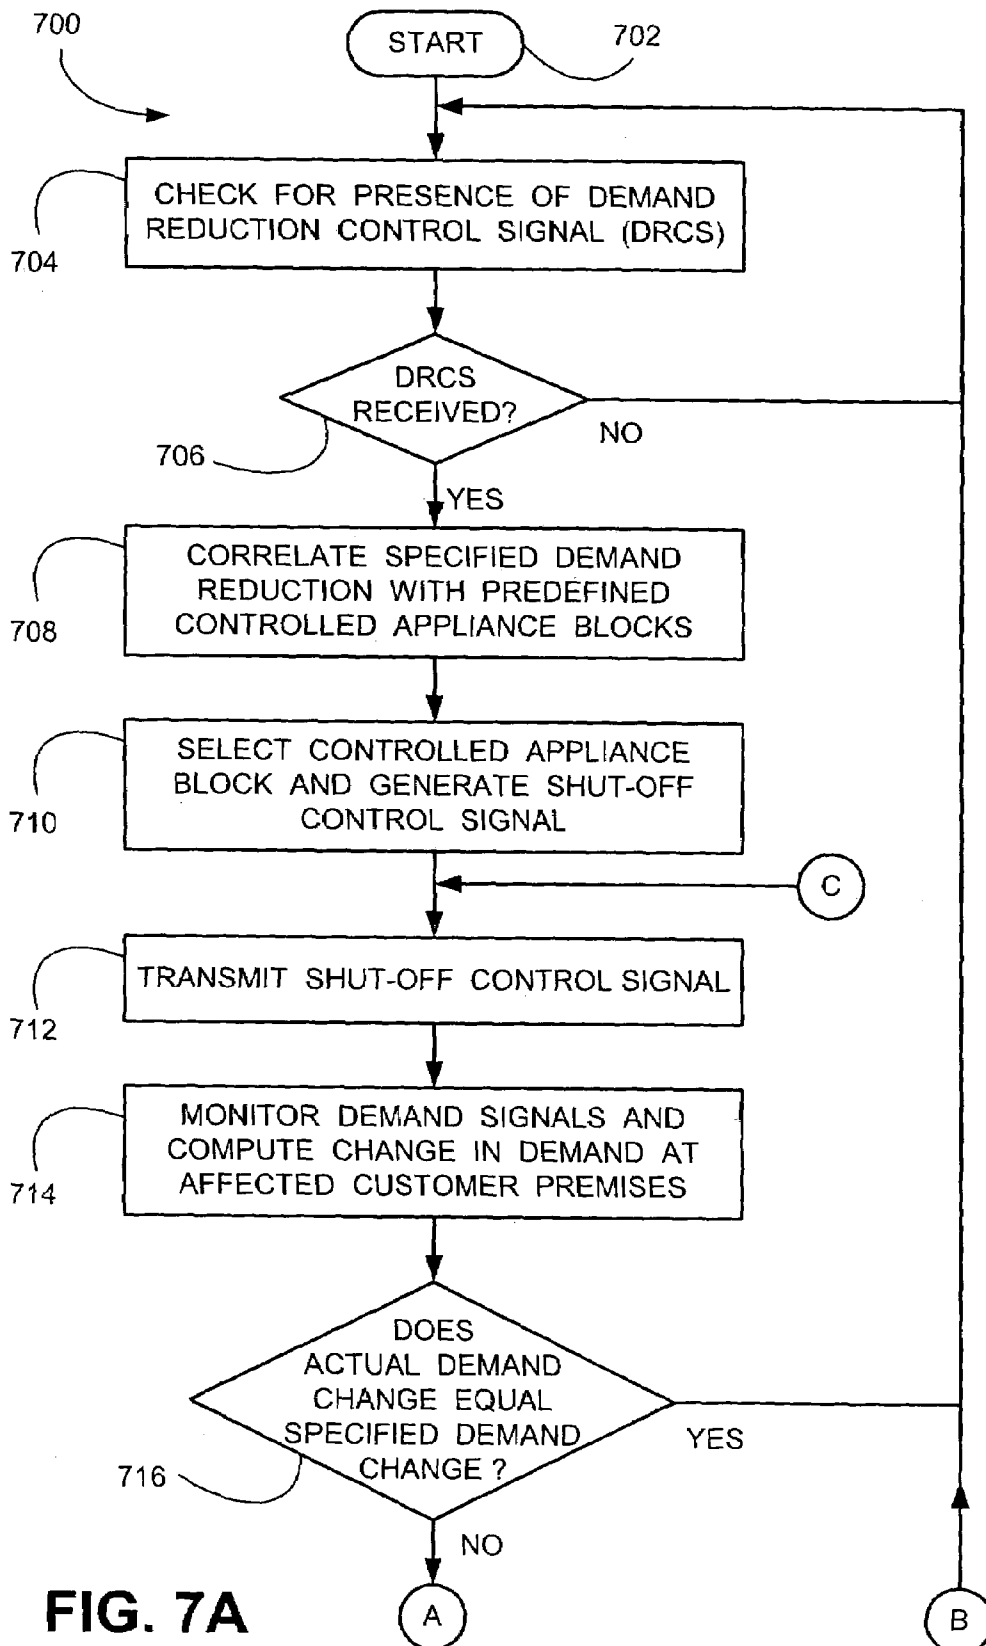 700
START
702
CHECK FOR PRESENCE OF DEMAND
REDUCTION CONTROL SIGNAL (DRCS)
704
DRCS
RECEIVED?
NO
706
YES
CORRELATE SPECIFIED DEMAND
REDUCTION WITH PREDEFINED
CONTROLLED APPLIANCE BLOCKS
708
SELECT CONTROLLED APPLIANCE
BLOCK AND GENERATE SHUT-OFF
CONTROL SIGNAL
710
C
TRANSMIT SHUT-OFF CONTROL SIGNAL
712
MONITOR DEMAND SIGNALS AND
COMPUTE CHANGE IN DEMAND AT
AFFECTED CUSTOMER PREMISES
714
DOES
ACTUAL DEMAND
CHANGE EQUAL
SPECIFIED DEMAND
CHANGE ?
YES
716
NO
FIG. 7A
A
B